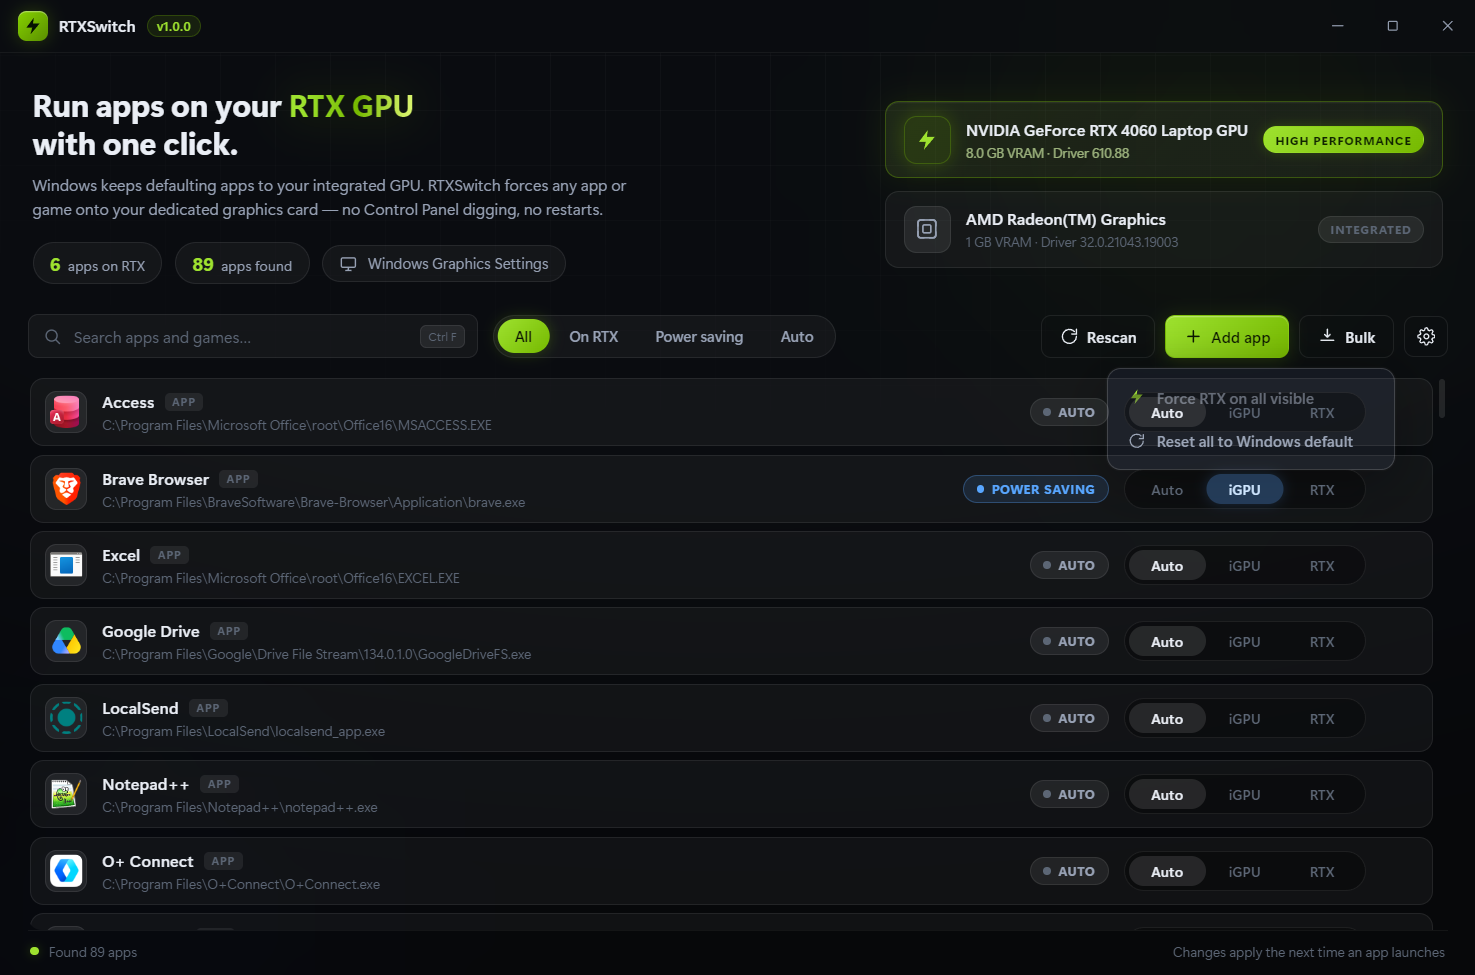 RTXSwitch v1.0.0
Run apps on your RTX GPU
with one click.
Windows keeps defaulting apps to your integrated GPU. RTXSwitch forces any app or
game onto your dedicated graphics card — no Control Panel digging, no restarts.
6 apps on RTX
89 apps found
Windows Graphics Settings
NVIDIA GeForce RTX 4060 Laptop GPU
8.0 GB VRAM · Driver 610.88
HIGH PERFORMANCE
AMD Radeon(TM) Graphics
1 GB VRAM · Driver 32.0.21043.19003
INTEGRATED
Search apps and games... Ctrl F
All On RTX Power saving Auto
Rescan Add app Bulk
Force RTX on all visible
Reset all to Windows default
Access APP
C:\Program Files\Microsoft Office\root\Office16\MSACCESS.EXE
AUTO Auto iGPU RTX
Brave Browser APP
C:\Program Files\BraveSoftware\Brave-Browser\Application\brave.exe
POWER SAVING Auto iGPU RTX
Excel APP
C:\Program Files\Microsoft Office\root\Office16\EXCEL.EXE
AUTO Auto iGPU RTX
Google Drive APP
C:\Program Files\Google\Drive File Stream\134.0.1.0\GoogleDriveFS.exe
AUTO Auto iGPU RTX
LocalSend APP
C:\Program Files\LocalSend\localsend_app.exe
AUTO Auto iGPU RTX
Notepad++ APP
C:\Program Files\Notepad++\notepad++.exe
AUTO Auto iGPU RTX
O+ Connect APP
C:\Program Files\O+Connect\O+Connect.exe
AUTO Auto iGPU RTX
Found 89 apps
Changes apply the next time an app launches